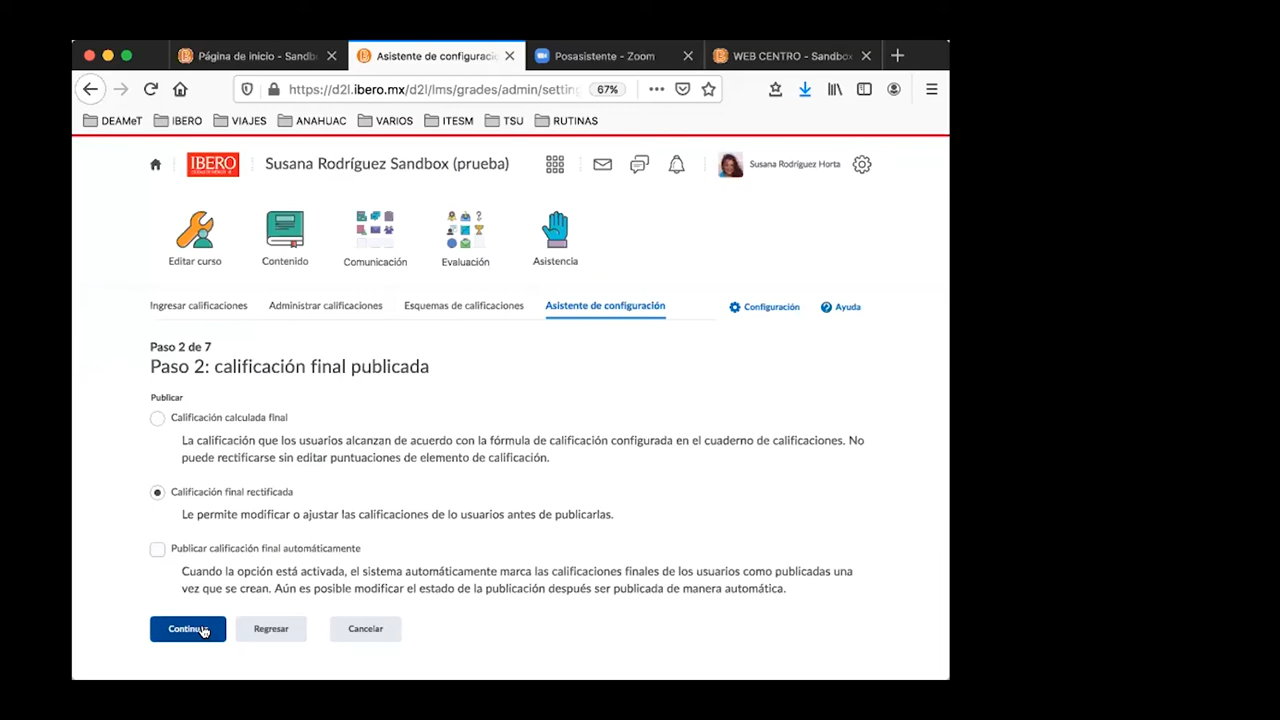 Página de inicio - Sandb
Asistente de configuració
Posasistente - Zoom
WEB CENTRO - Sandbox
https://d2l.ibero.mx/d2l/lms/grades/admin/settin
67%
DEAMeT
IBERO
VIAJES
ANAHUAC
VARIOS
ITESM
TSU
RUTINAS
IBERO
Susana Rodríguez Sandbox (prueba)
Susana Rodríguez Horta
Editar curso
Contenido
Comunicación
Evaluación
Asistencia
Ingresar calificaciones
Administrar calificaciones
Esquemas de calificaciones
Asistente de configuración
Configuración
Ayuda
Paso 2 de 7
Paso 2: calificación final publicada
Publicar
Calificación calculada final
La calificación que los usuarios alcanzan de acuerdo con la fórmula de calificación configurada en el cuaderno de calificaciones. No
puede rectificarse sin editar puntuaciones de elemento de calificación.
Calificación final rectificada
Le permite modificar o ajustar las calificaciones de lo usuarios antes de publicarlas.
Publicar calificación final automáticamente
Cuando la opción está activada, el sistema automáticamente marca las calificaciones finales de los usuarios como publicadas una
vez que se crean. Aún es posible modificar el estado de la publicación después ser publicada de manera automática.
Continuar
Regresar
Cancelar